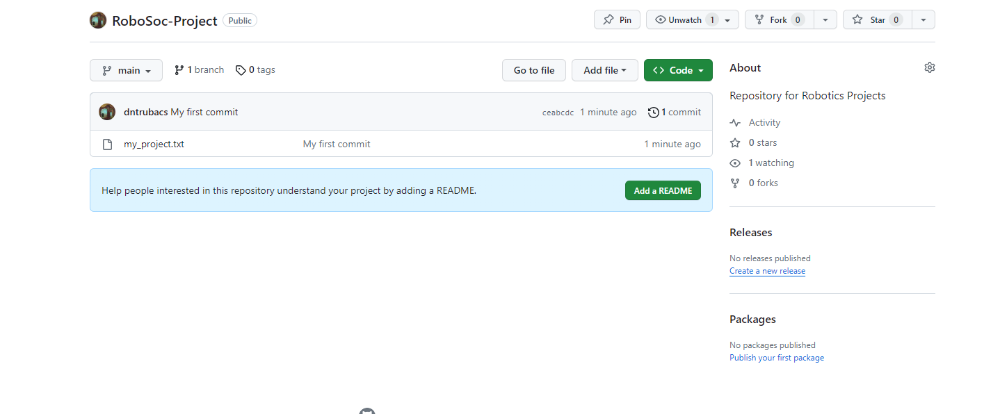 RoboSoc-Project Public Pin Unwatch 1 Fork 0 Star 0
main 1 branch 0 tags Go to file Add file Code
dntrubacs My first commit ceabcdc 1 minute ago 1 commit
my_project.txt My first commit 1 minute ago
Help people interested in this repository understand your project by adding a README. Add a README
About
Repository for Robotics Projects
Activity
0 stars
1 watching
0 forks
Releases
No releases published
Create a new release
Packages
No packages published
Publish your first package